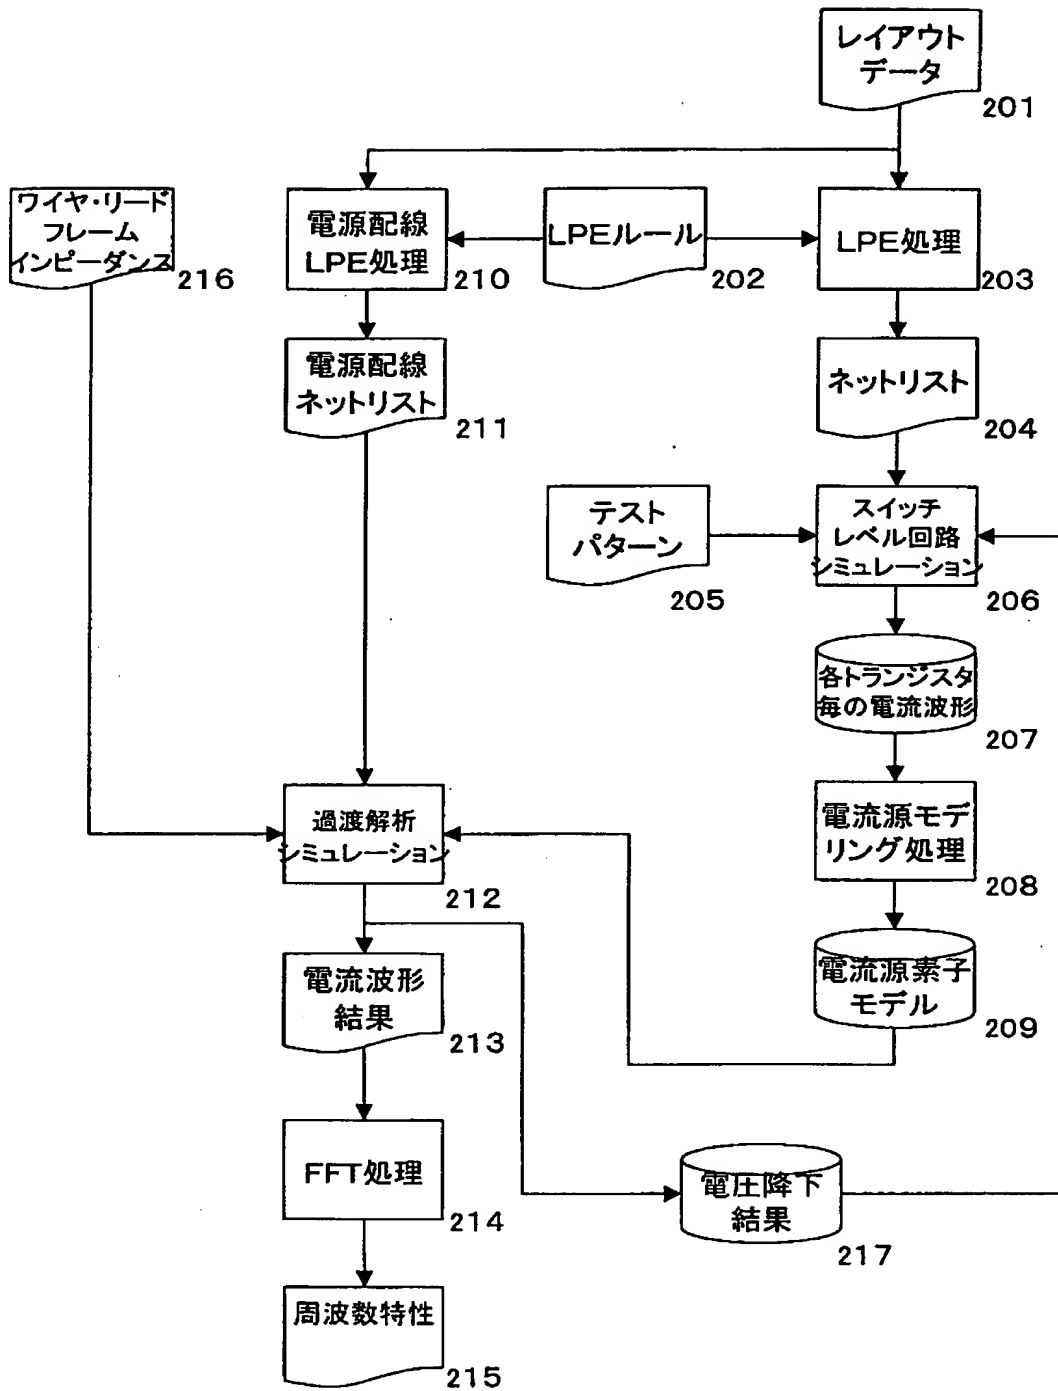 レイアウト
データ
201
ワイヤ・リード
フレーム
インピーダンス
216
電源配線
LPE処理
210
LPEルール
202
LPE処理
203
電源配線
ネットリスト
211
ネットリスト
204
テスト
パターン
205
スイッチ
レベル回路
シミュレーション
206
各トランジスタ
毎の電流波形
207
過渡解析
シミュレーション
212
電流源モデ
リング処理
208
電流波形
結果
213
電流源素子
モデル
209
FFT処理
214
電圧降下
結果
217
周波数特性
215